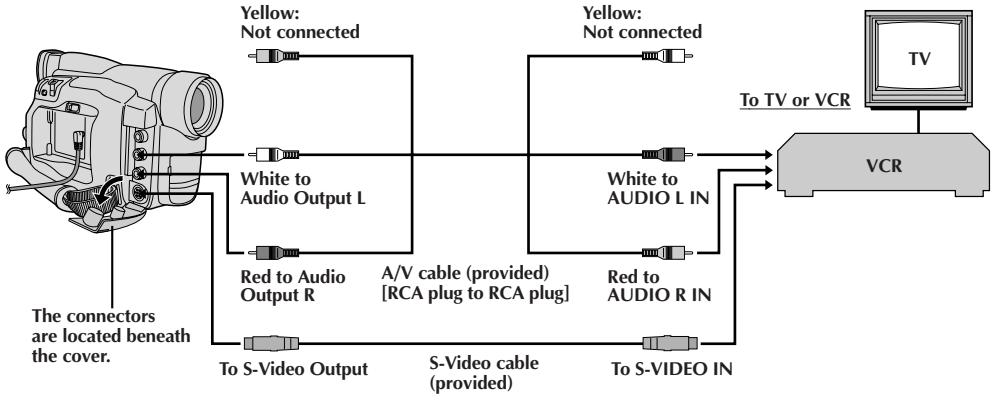 Yellow:
Not connected
Yellow:
Not connected
TV
To TV or VCR
VCR
White to
Audio Output L
White to
AUDIO L IN
Red to Audio
Output R
A/V cable (provided)
[RCA plug to RCA plug]
Red to
AUDIO R IN
The connectors
are located beneath
the cover.
To S-Video Output
S-Video cable
(provided)
To S-VIDEO IN